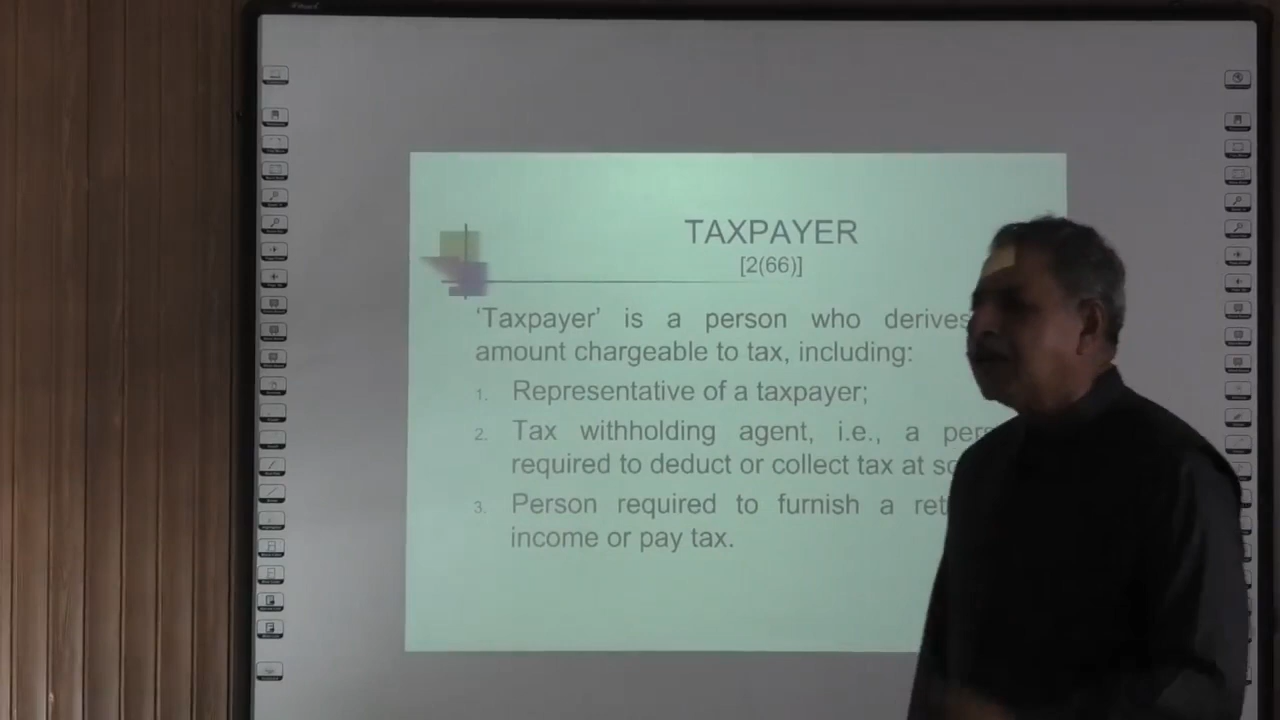 TAXPAYER
[2(66)]
‘Taxpayer’ is a person who derives
amount chargeable to tax, including:
1. Representative of a taxpayer;
2. Tax withholding agent, i.e., a
required to deduct or collect tax at
3. Person required to furnish a
income or pay tax.